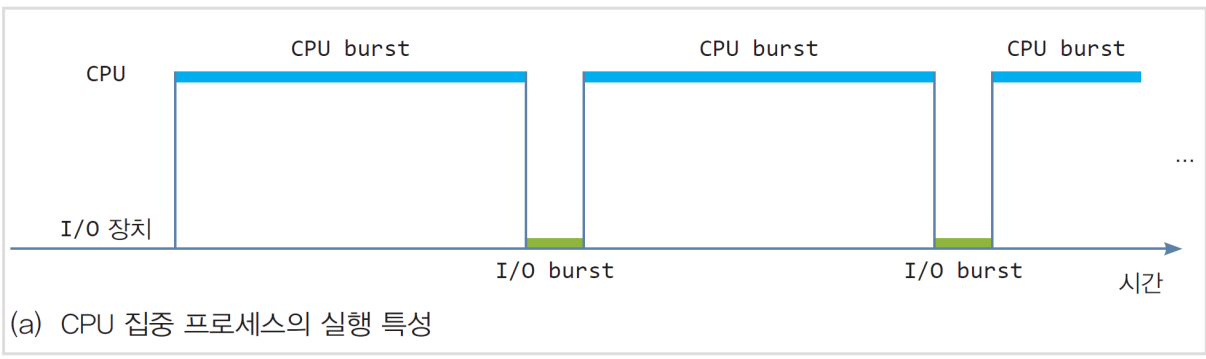 CPU burst CPU burst CPU burst
CPU
...
I/O 장치
I/O burst I/O burst
시간
(a) CPU 집중 프로세스의 실행 특성